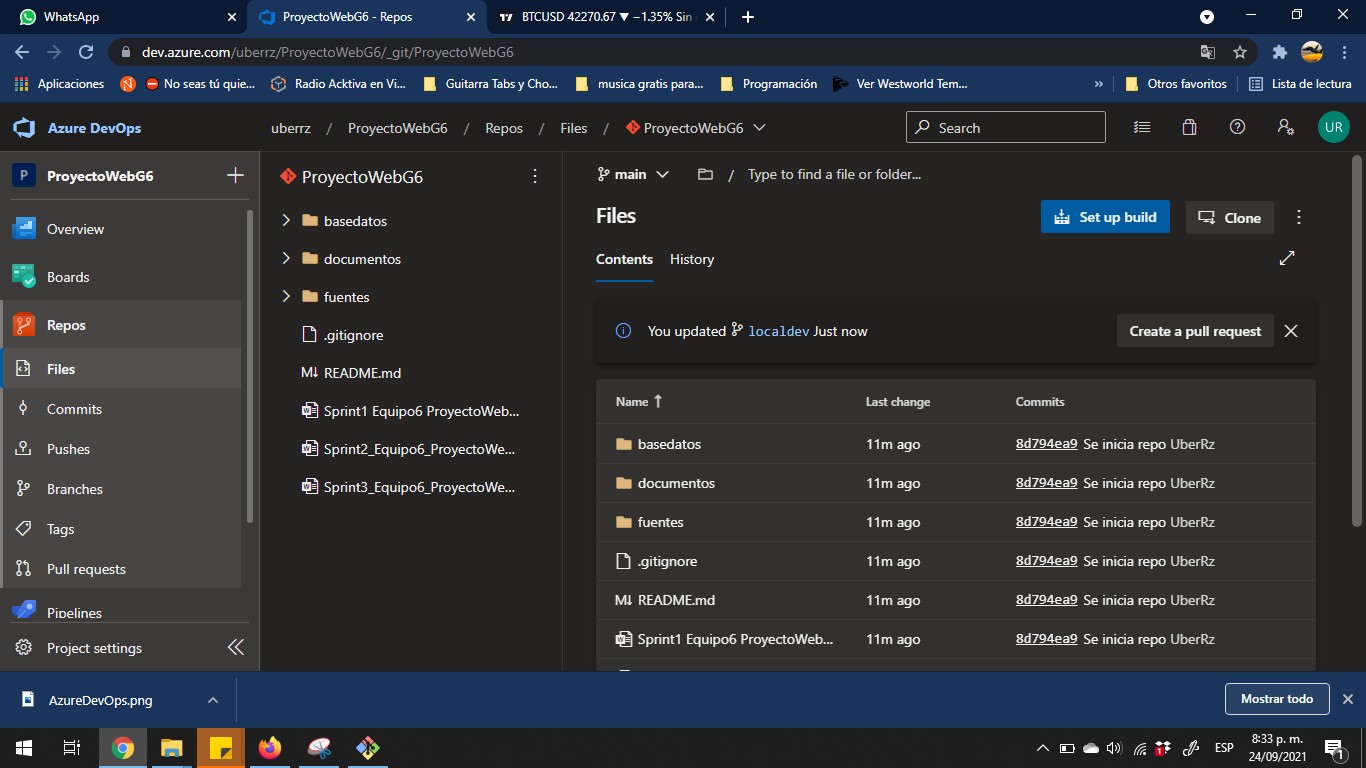 WhatsApp
ProyectoWebG6 - Repos
BTCUSD 42270.67 ▼ −1.35% Sin
dev.azure.com/uberrz/ProyectoWebG6/_git/ProyectoWebG6
Aplicaciones
No seas tú quie...
Radio Acktiva en Vi...
Guitarra Tabs y Cho...
musica gratis para...
Programación
Ver Westworld Tem...
»
Otros favoritos
Lista de lectura
Azure DevOps
uberrz / ProyectoWebG6 / Repos / Files / ProyectoWebG6
Search
UR
P ProyectoWebG6
Overview
Boards
Repos
Files
Commits
Pushes
Branches
Tags
Pull requests
Pipelines
Project settings
ProyectoWebG6
basedatos
documentos
fuentes
.gitignore
M↓ README.md
Sprint1 Equipo6 ProyectoWeb...
Sprint2_Equipo6_ProyectoWe...
Sprint3_Equipo6_ProyectoWe...
main / Type to find a file or folder...
Files
Set up build
Clone
Contents History
You updated localdev Just now
Create a pull request
Name ↑ Last change Commits
basedatos 11m ago 8d794ea9 Se inicia repo UberRz
documentos 11m ago 8d794ea9 Se inicia repo UberRz
fuentes 11m ago 8d794ea9 Se inicia repo UberRz
.gitignore 11m ago 8d794ea9 Se inicia repo UberRz
M↓ README.md 11m ago 8d794ea9 Se inicia repo UberRz
Sprint1 Equipo6 ProyectoWeb... 11m ago 8d794ea9 Se inicia repo UberRz
AzureDevOps.png
Mostrar todo
ESP
8:33 p. m.
24/09/2021
1